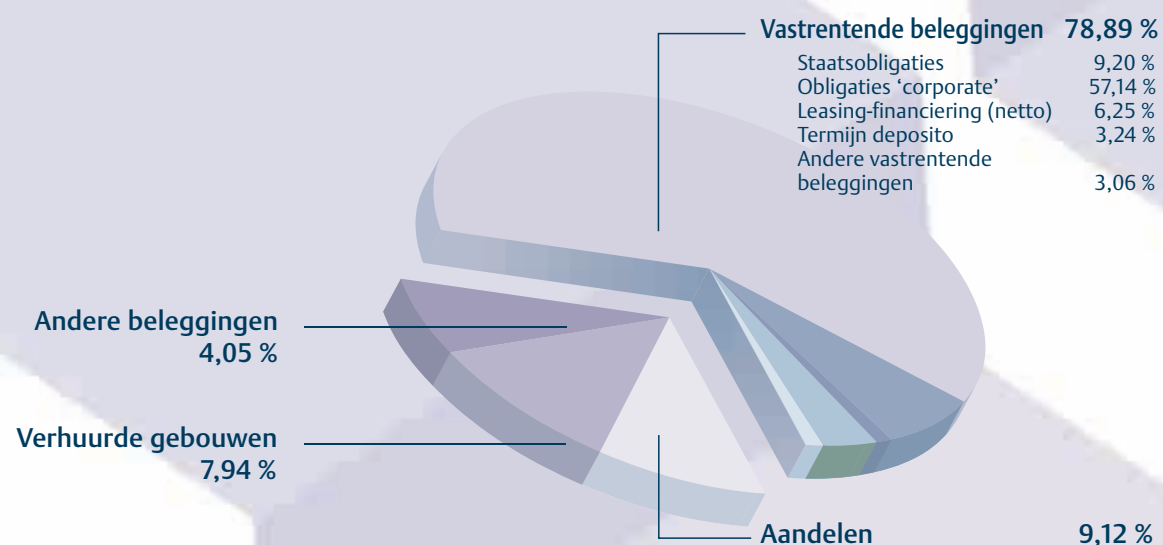 Vastrentende beleggingen 78,89 %
Staatsobligaties 9,20 %
Obligaties ‘corporate’ 57,14 %
Leasing-financiering (netto) 6,25 %
Termijn deposito 3,24 %
Andere vastrentende
beleggingen 3,06 %
Andere beleggingen
4,05 %
Verhuurde gebouwen
7,94 %
Aandelen 9,12 %